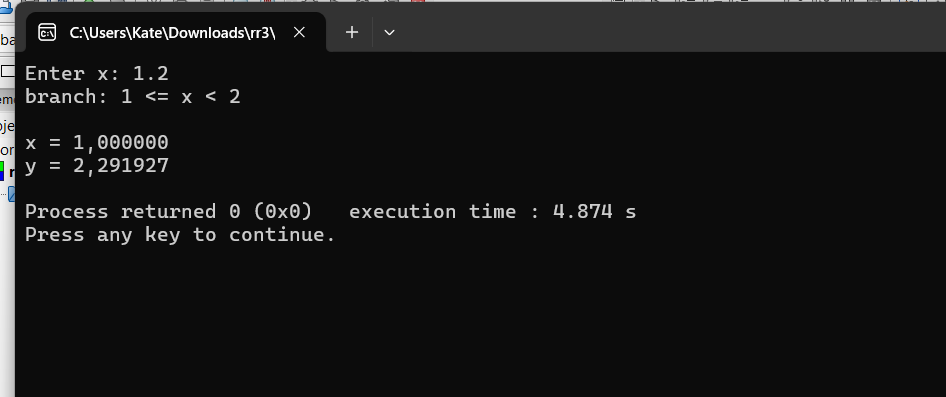 C:\Users\Kate\Downloads\rr3\
Enter x: 1.2
branch: 1 <= x < 2
x = 1,000000
y = 2,291927
Process returned 0 (0x0)   execution time : 4.874 s
Press any key to continue.